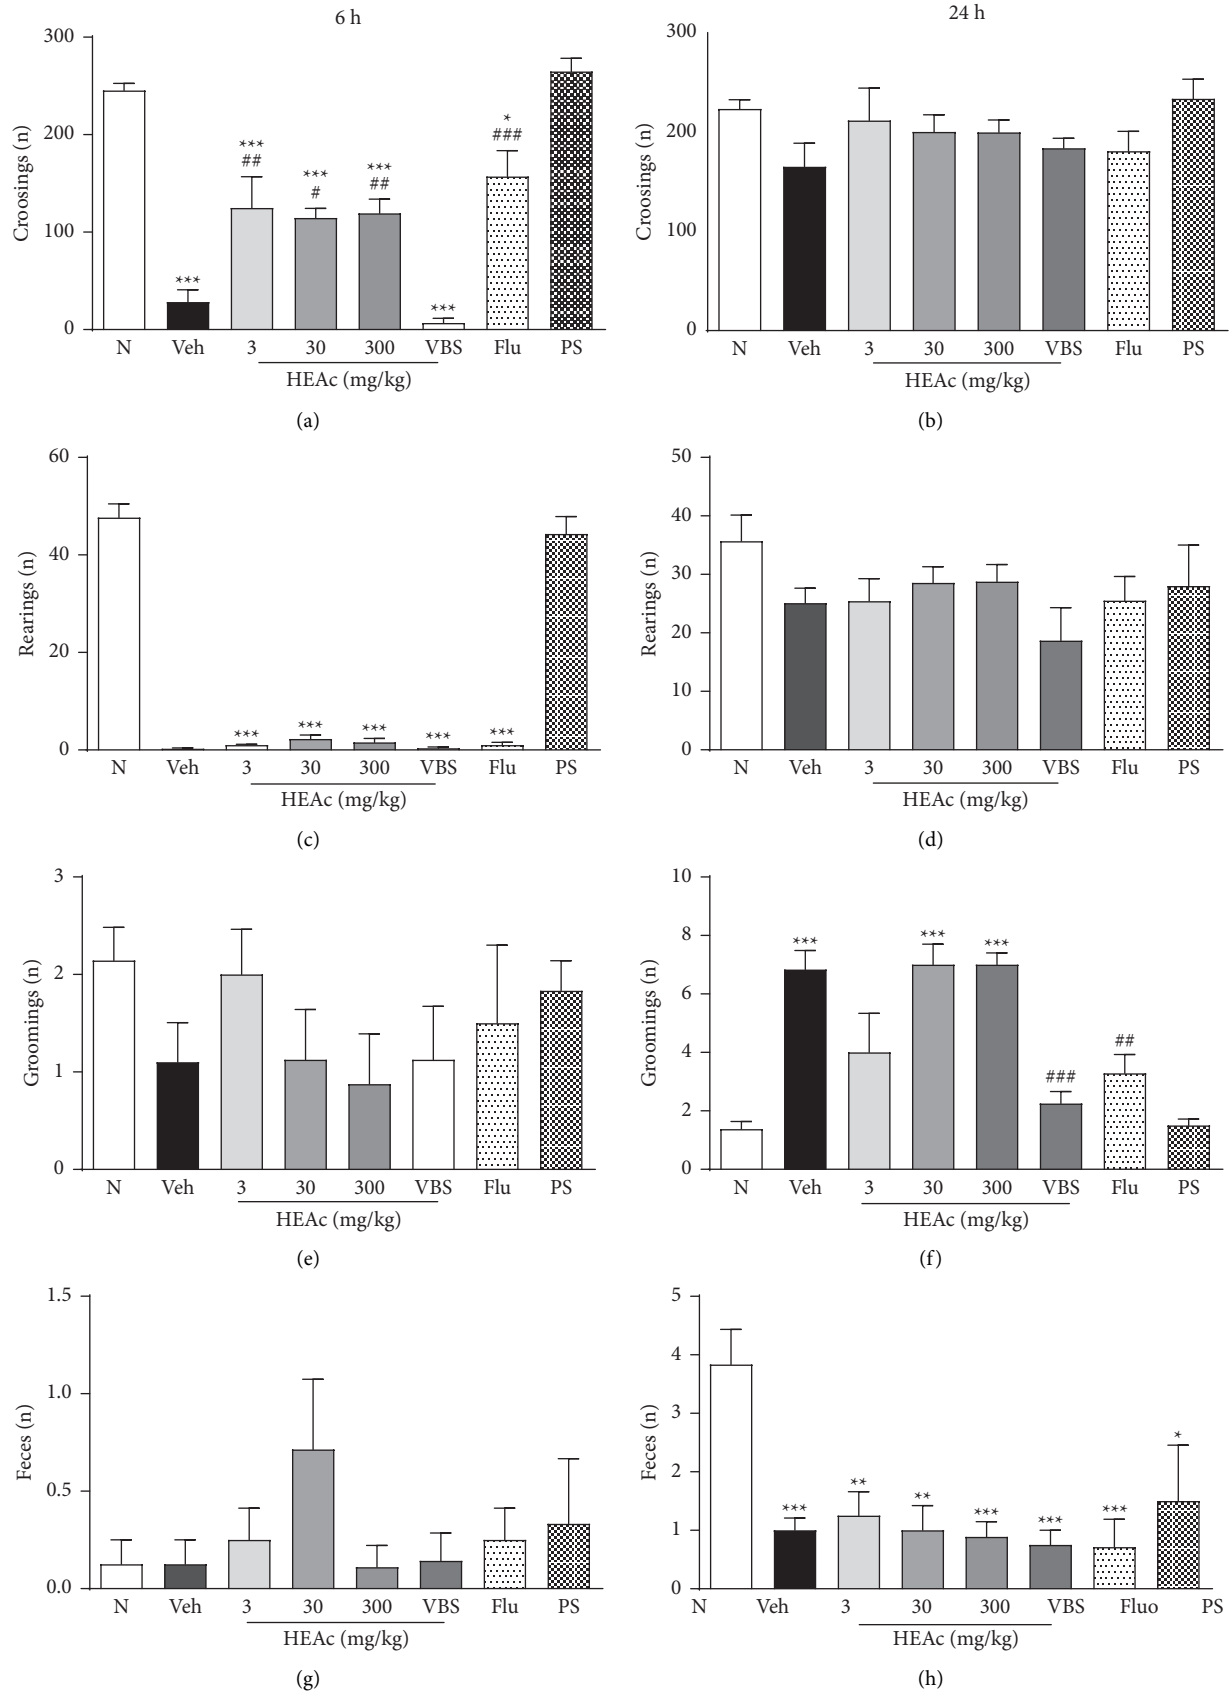 6 h
300
200
100
0
Croosings (n)
***
***
##
***
#
***
##
***
*
###
N Veh 3 30 300 VBS Flu PS
HEAc (mg/kg)
(a)
24 h
300
200
100
0
Croosings (n)
N Veh 3 30 300 VBS Flu PS
HEAc (mg/kg)
(b)
60
40
20
0
Rearings (n)
*** *** *** *** ***
N Veh 3 30 300 VBS Flu PS
HEAc (mg/kg)
(c)
50
40
30
20
10
0
Rearings (n)
N Veh 3 30 300 VBS Flu PS
HEAc (mg/kg)
(d)
3
2
1
0
Groomings (n)
N Veh 3 30 300 VBS Flu PS
HEAc (mg/kg)
(e)
10
8
6
4
2
0
Groomings (n)
*** *** *** ### ##
N Veh 3 30 300 VBS Flu PS
HEAc (mg/kg)
(f)
1.5
1.0
0.5
0.0
Feces (n)
N Veh 3 30 300 VBS Flu PS
HEAc (mg/kg)
(g)
5
4
3
2
1
0
Feces (n)
*** ** ** *** *** *** *
N Veh 3 30 300 VBS Fluo PS
HEAc (mg/kg)
(h)